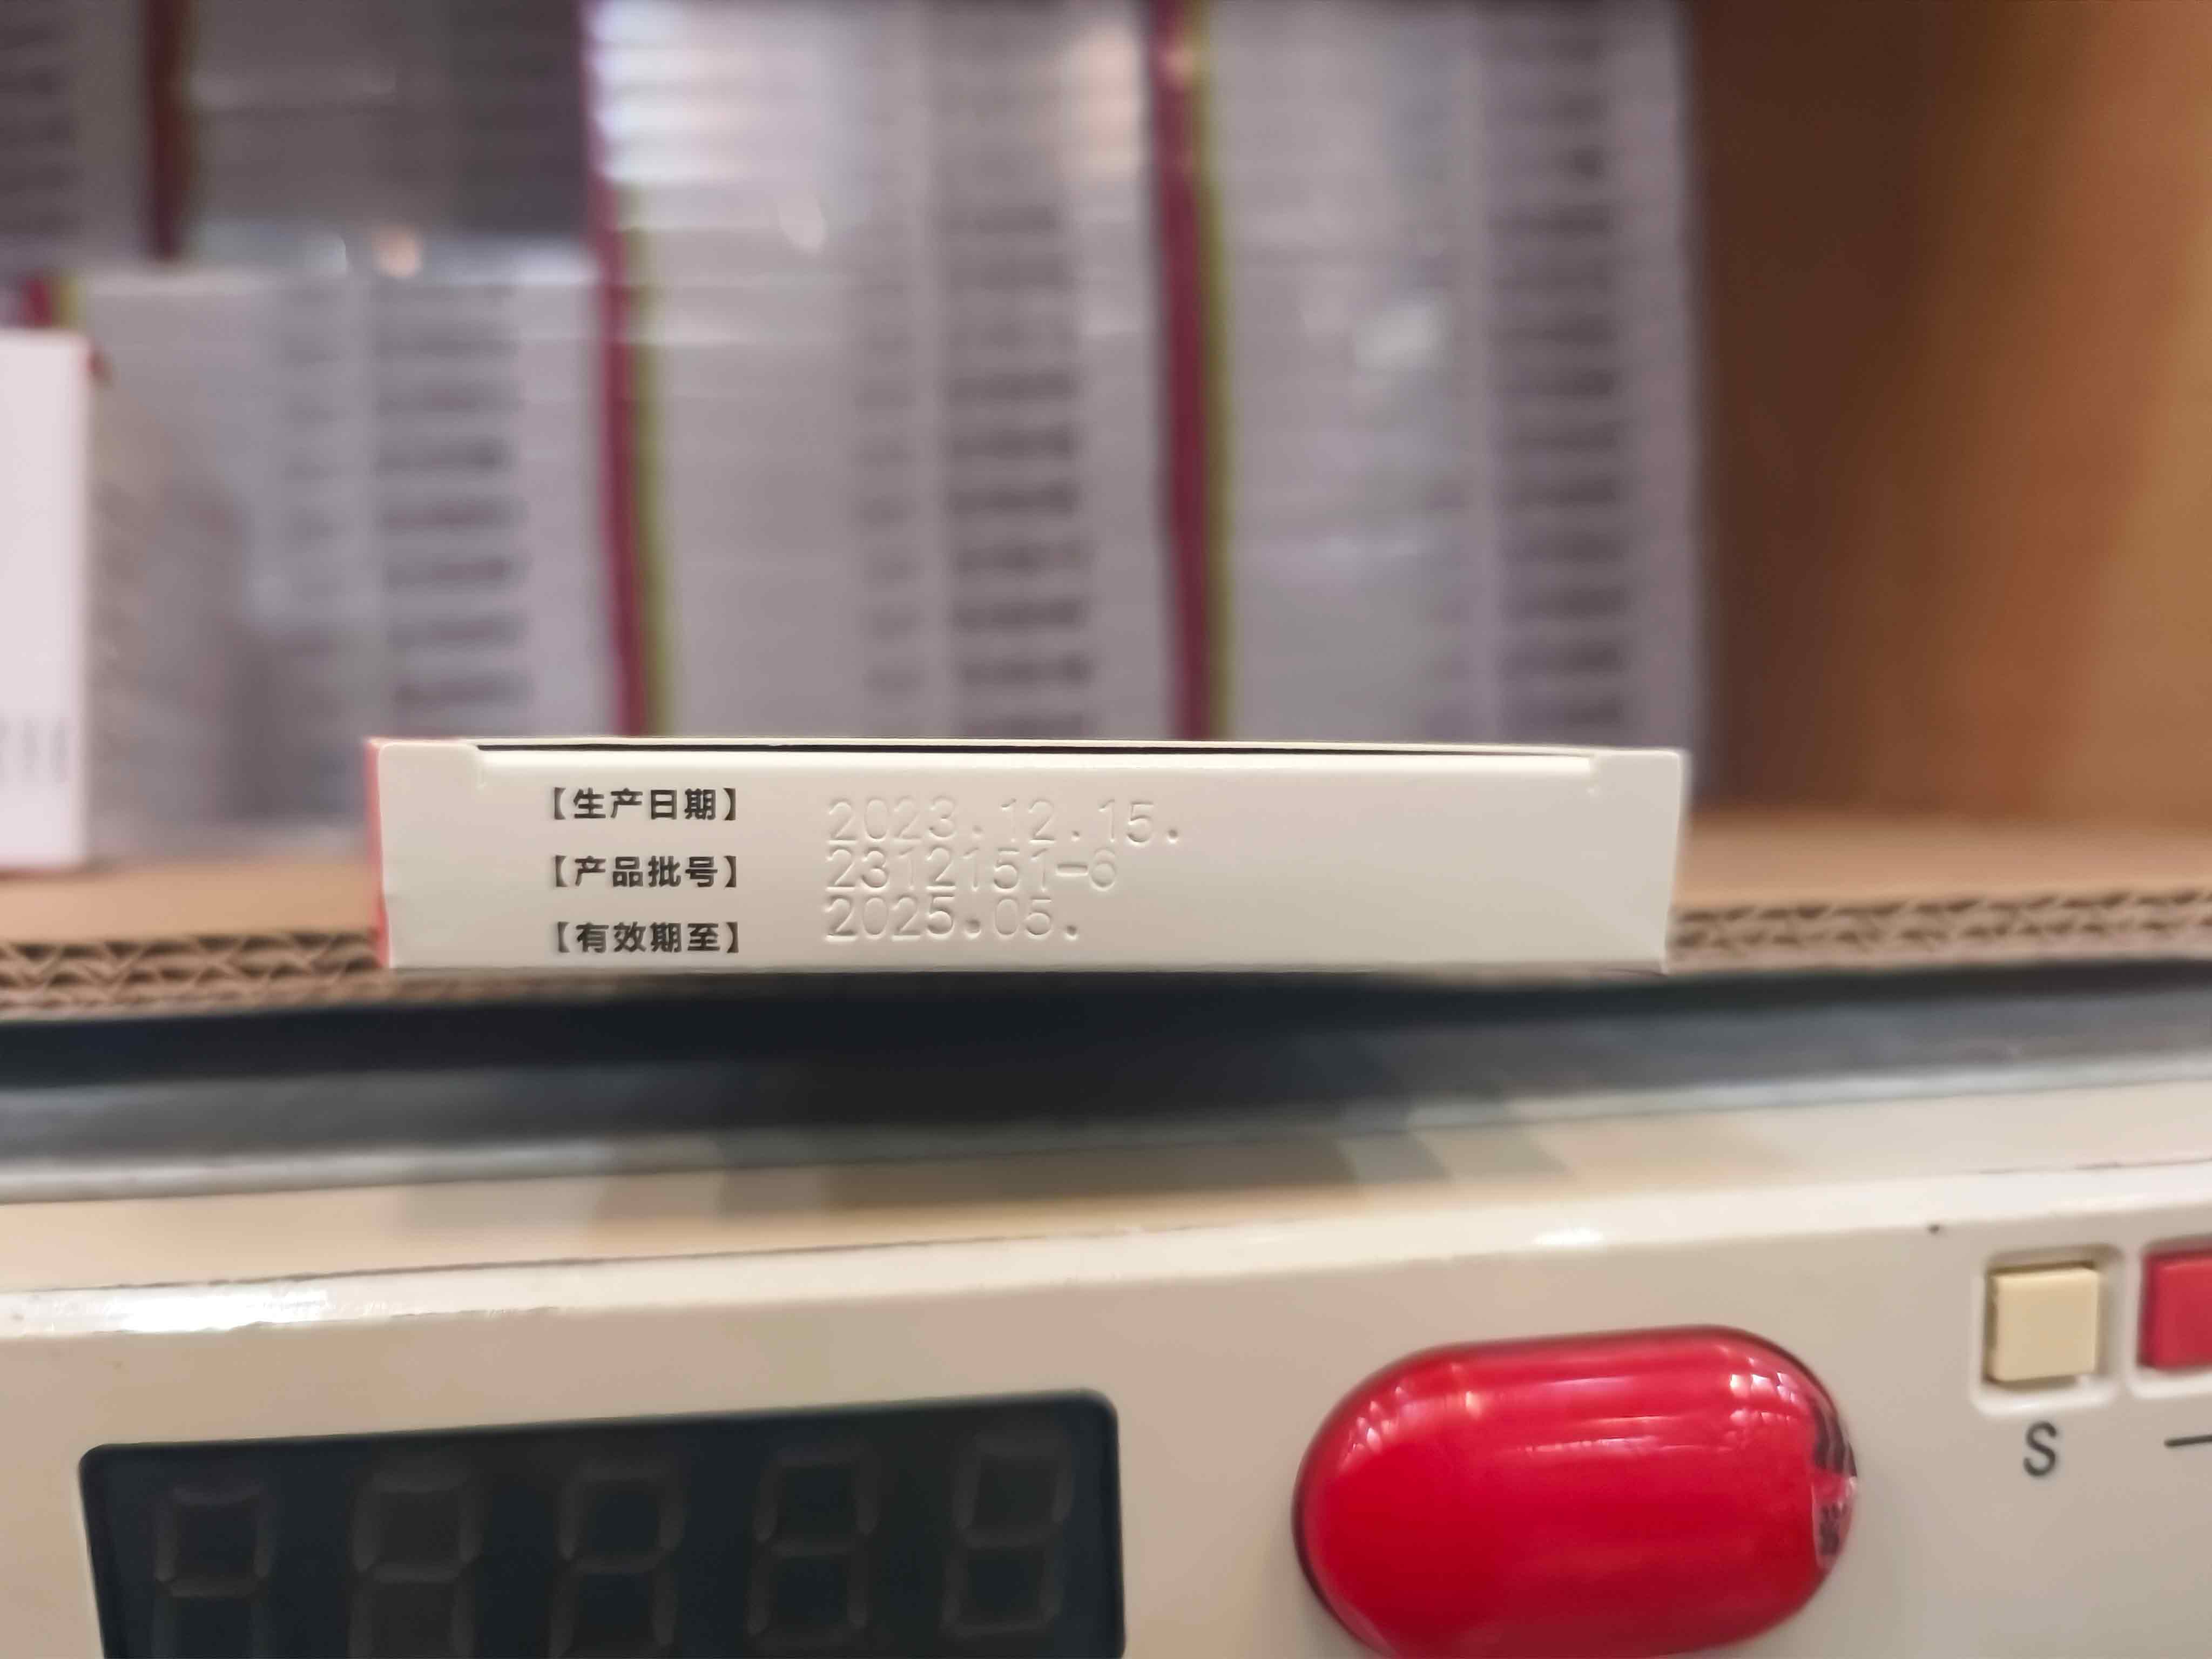 【生产日期】 2023.12.15.
【产品批号】 2312151-6
【有效期至】 2025.05.
S